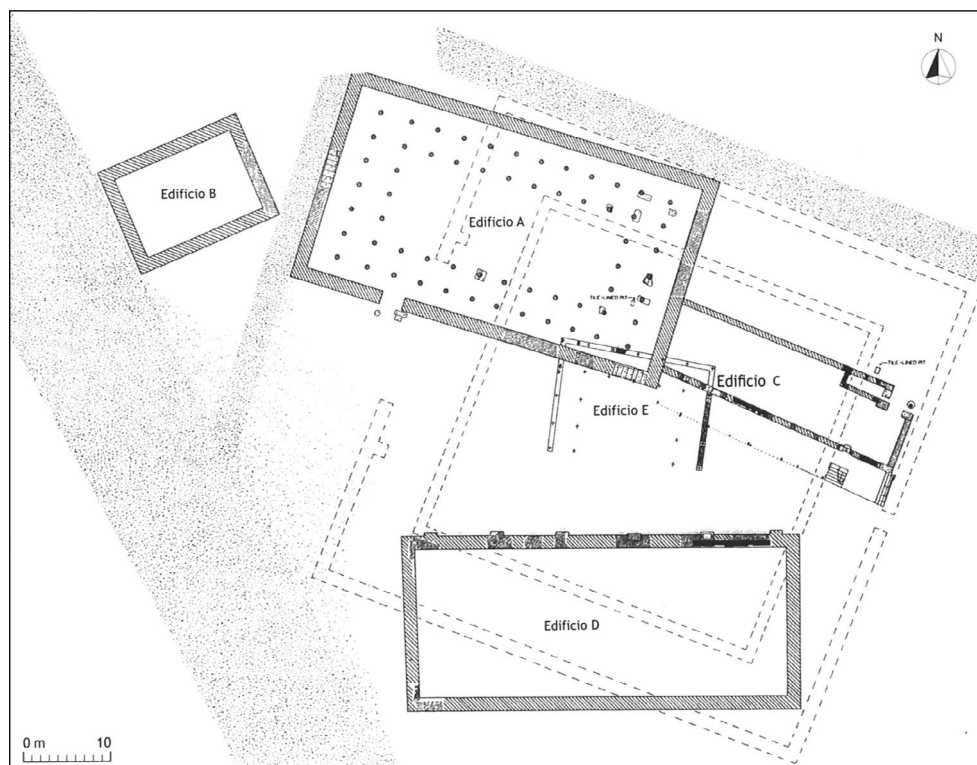 N
Edificio B
Edificio A
TILE-LINED PIT
TILE-LINED PIT
Edificio C
Edificio E
Edificio D
0 m 10